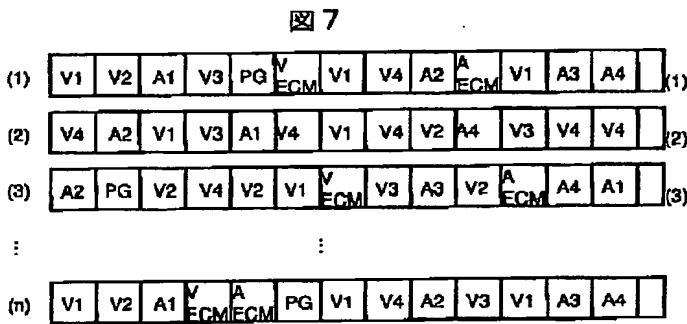 図7
(1) V1 V2 A1 V3 PG V ECM V1 V4 A2 A ECM V1 A3 A4 (1)
(2) V4 A2 V1 V3 A1 V4 V1 V4 V2 A4 V3 V4 V4 (2)
(3) A2 PG V2 V4 V2 V1 V ECM V3 A3 V2 A ECM A4 A1 (3)
⋮ ⋮
(n) V1 V2 A1 V ECM A ECM PG V1 V4 A2 V3 V1 A3 A4